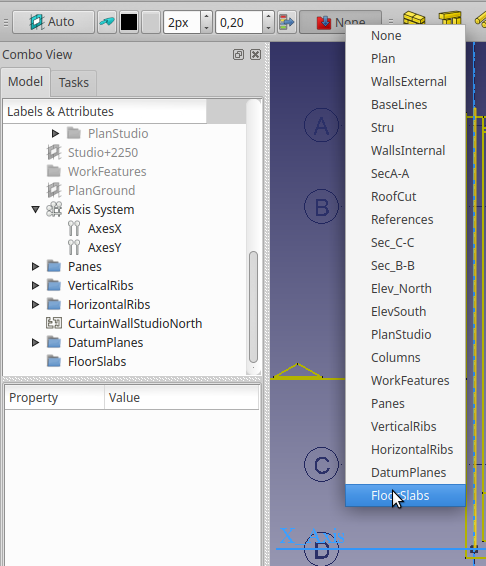 Auto 2px 0,20 None
Combo View
Model Tasks
Labels & Attributes
PlanStudio
Studio+2250
WorkFeatures
PlanGround
Axis System
AxesX
AxesY
Panes
VerticalRibs
HorizontalRibs
CurtainWallStudioNorth
DatumPlanes
FloorSlabs
Property Value
None
Plan
WallsExternal
BaseLines
Stru
WallsInternal
SecA-A
RoofCut
References
Sec_C-C
Sec_B-B
Elev_North
ElevSouth
PlanStudio
Columns
WorkFeatures
Panes
VerticalRibs
HorizontalRibs
DatumPlanes
FloorSlabs
A
B
C
X_Axis
D